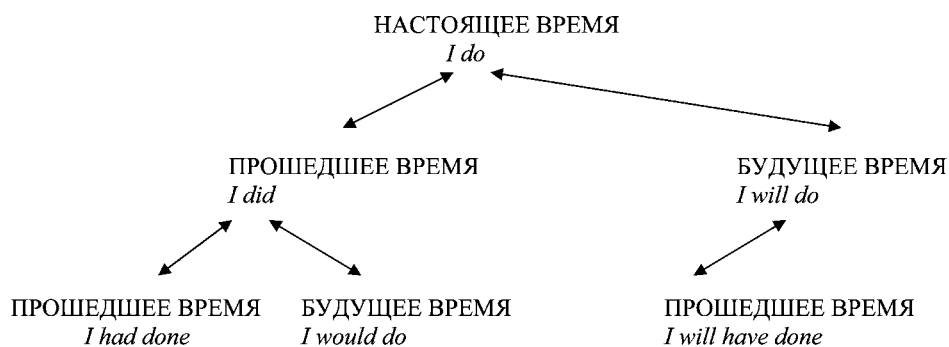 НАСТОЯЩЕЕ ВРЕМЯ
I do
ПРОШЕДШЕЕ ВРЕМЯ
I did
БУДУЩЕЕ ВРЕМЯ
I will do
ПРОШЕДШЕЕ ВРЕМЯ
I had done
БУДУЩЕЕ ВРЕМЯ
I would do
ПРОШЕДШЕЕ ВРЕМЯ
I will have done